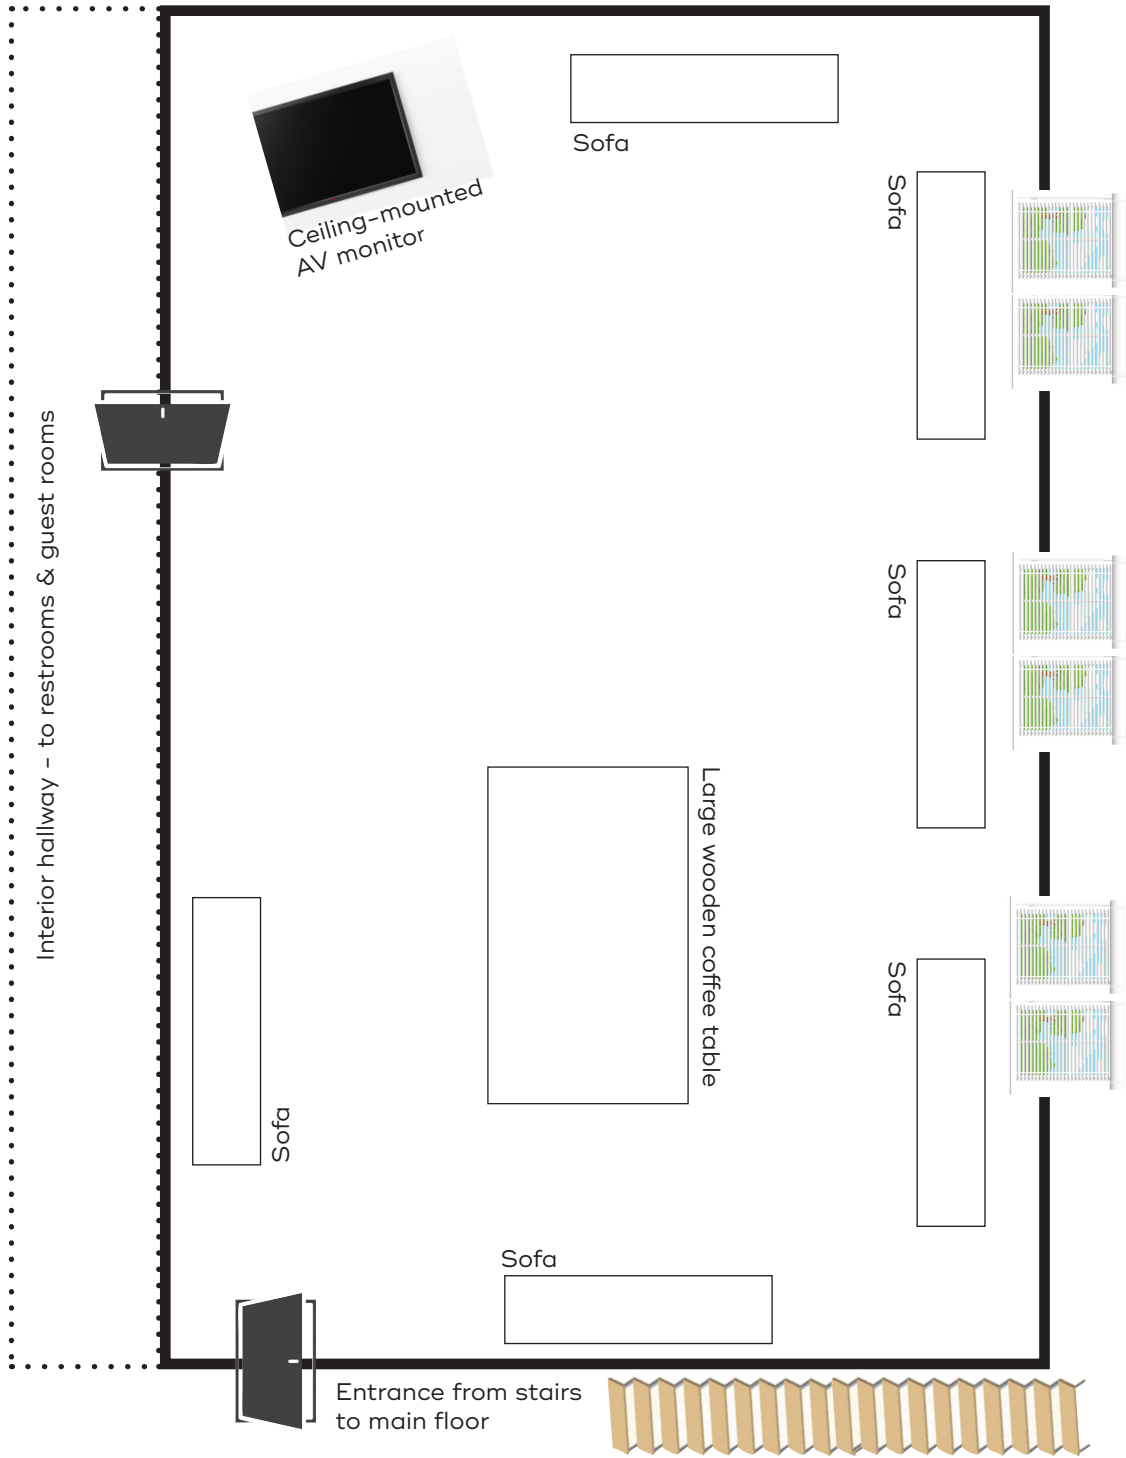 Sofa
Sofa
Ceiling-mounted
AV monitor
Interior hallway – to restrooms & guest rooms
Sofa
Large wooden coffee table
Sofa
Sofa
Sofa
Entrance from stairs
to main floor